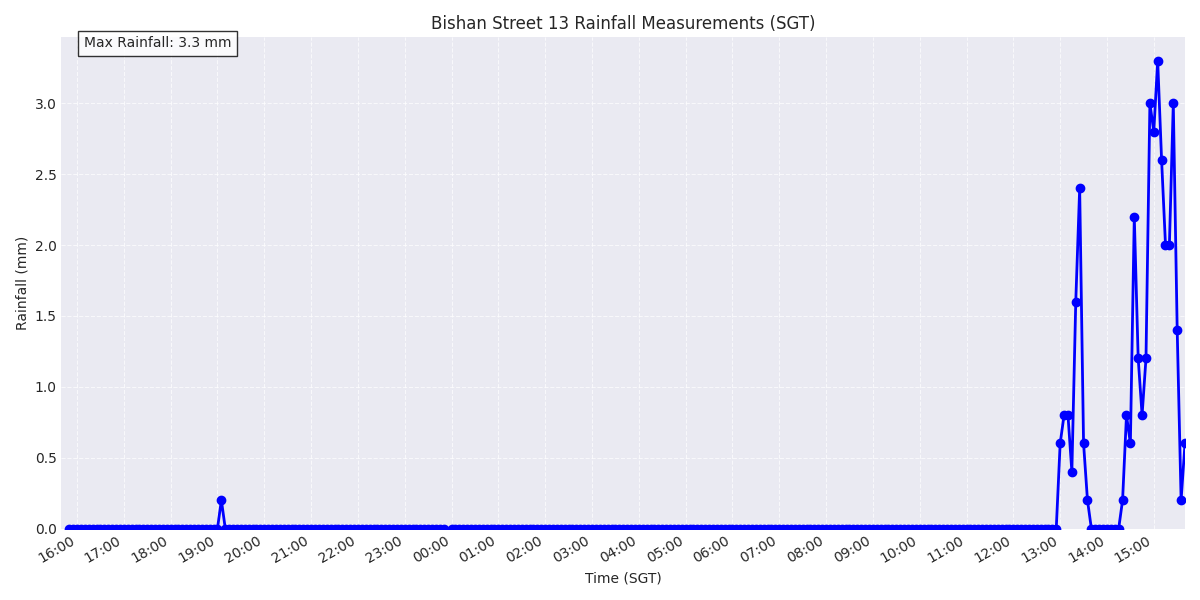 Bishan Street 13 Rainfall Measurements (SGT)
Max Rainfall: 3.3 mm
3.0
2.5
2.0
1.5
1.0
0.5
0.0
Rainfall (mm)
16:00 17:00 18:00 19:00 20:00 21:00 22:00 23:00 00:00 01:00 02:00 03:00 04:00 05:00 06:00 07:00 08:00 09:00 10:00 11:00 12:00 13:00 14:00 15:00
Time (SGT)